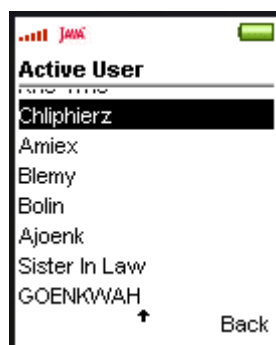 JAVA
Active User
Chliphierz
Amiex
Blemy
Bolin
Ajoenk
Sister In Law
GOENKWAH
Back